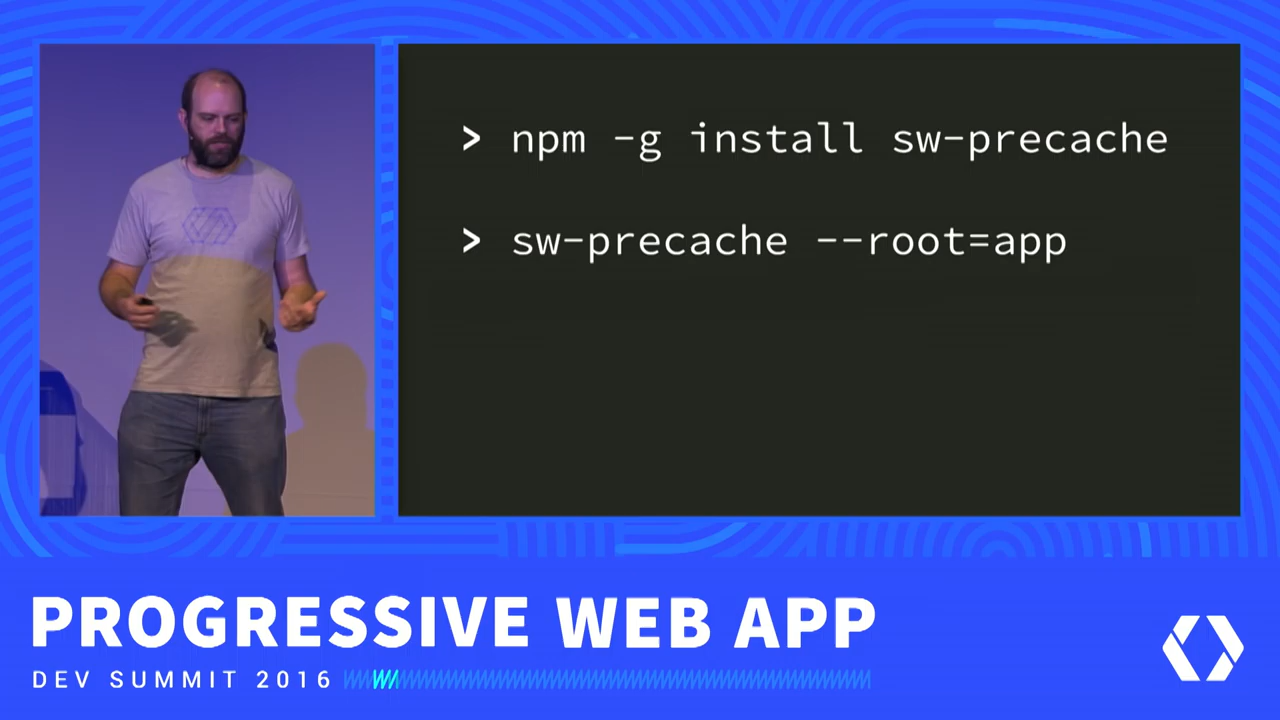 > npm -g install sw-precache
> sw-precache --root=app
PROGRESSIVE WEB APP
DEV SUMMIT 2016